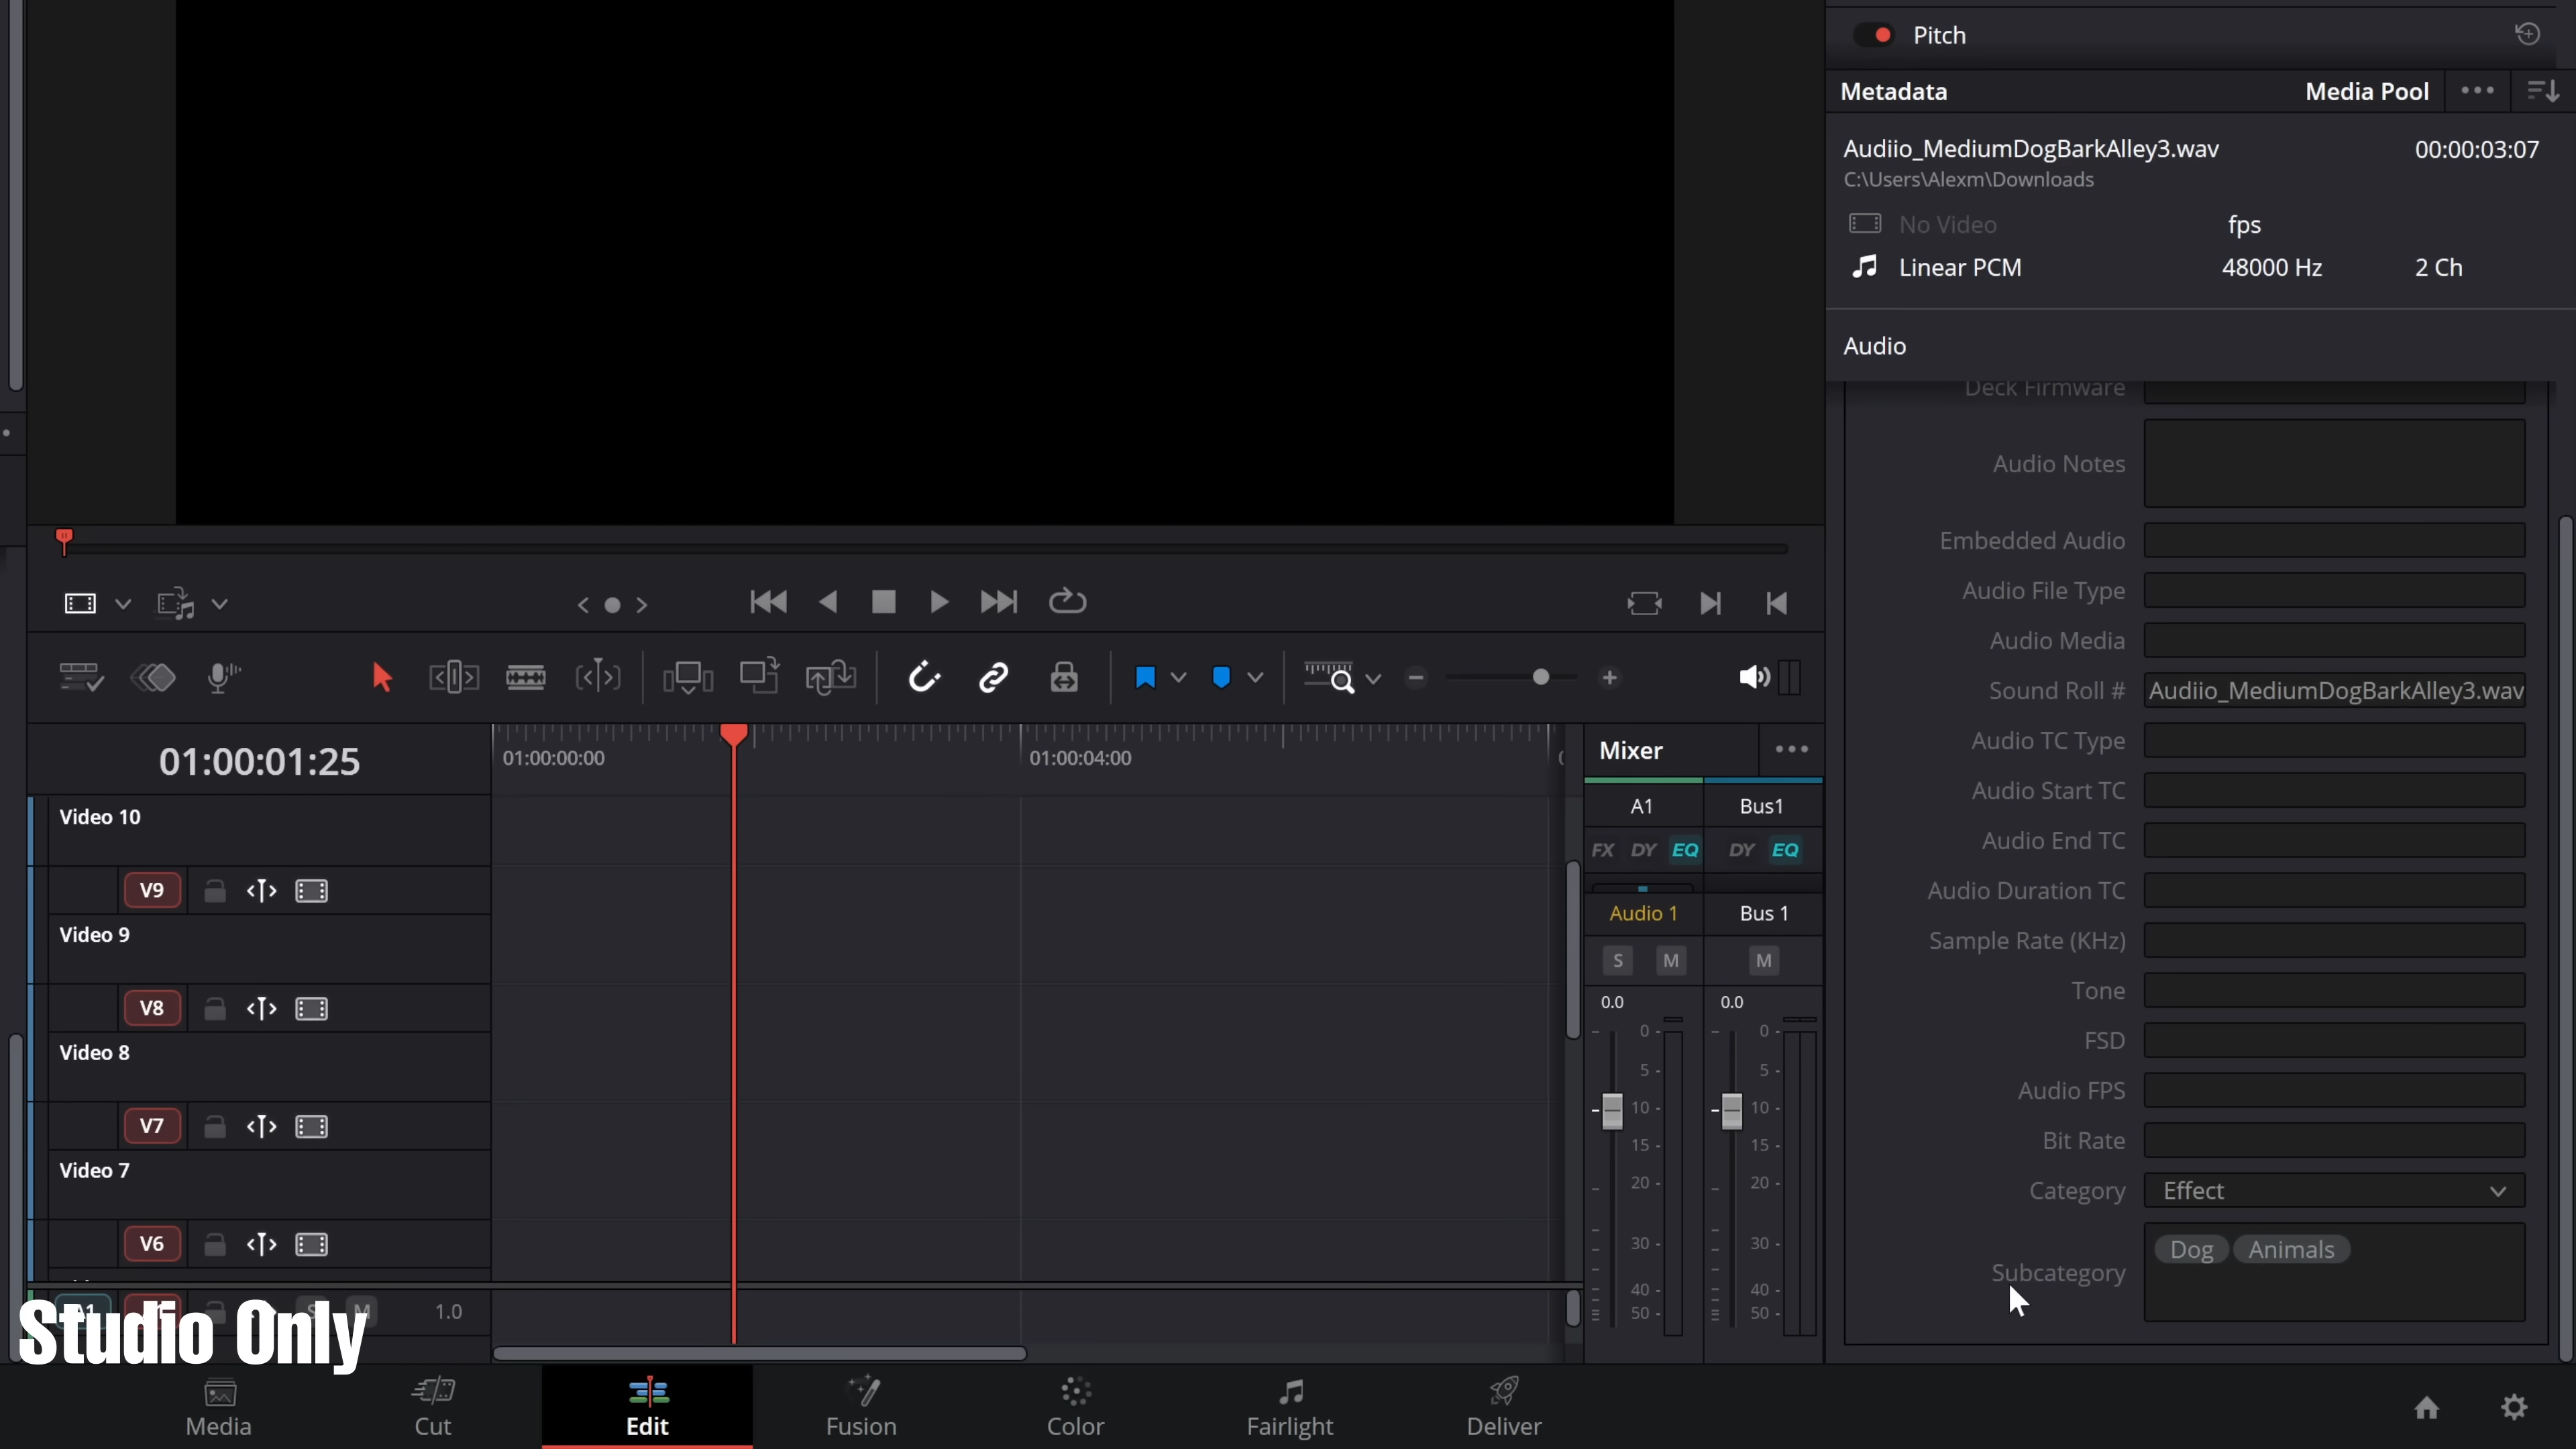 Pitch
Metadata
Media Pool
Audiio_MediumDogBarkAlley3.wav
00:00:03:07
C:\Users\Alexm\Downloads
No Video
fps
Linear PCM
48000 Hz
2 Ch
Audio
Deck Firmware
Audio Notes
Embedded Audio
Audio File Type
Audio Media
Sound Roll #
Audiio_MediumDogBarkAlley3.wav
Audio TC Type
Audio Start TC
Audio End TC
Audio Duration TC
Sample Rate (KHz)
Tone
FSD
Audio FPS
Bit Rate
Category
Effect
Subcategory
Dog
Animals
01:00:01:25
01:00:00:00
01:00:04:00
Video 10
V9
Video 9
V8
Video 8
V7
Video 7
V6
1.0
Mixer
A1
Bus1
FX DY EQ
DY EQ
Audio 1
Bus 1
S M
M
0.0
0.0
0
5
10
15
20
30
40
50
0
5
10
15
20
30
40
50
Studio Only
Media
Cut
Edit
Fusion
Color
Fairlight
Deliver